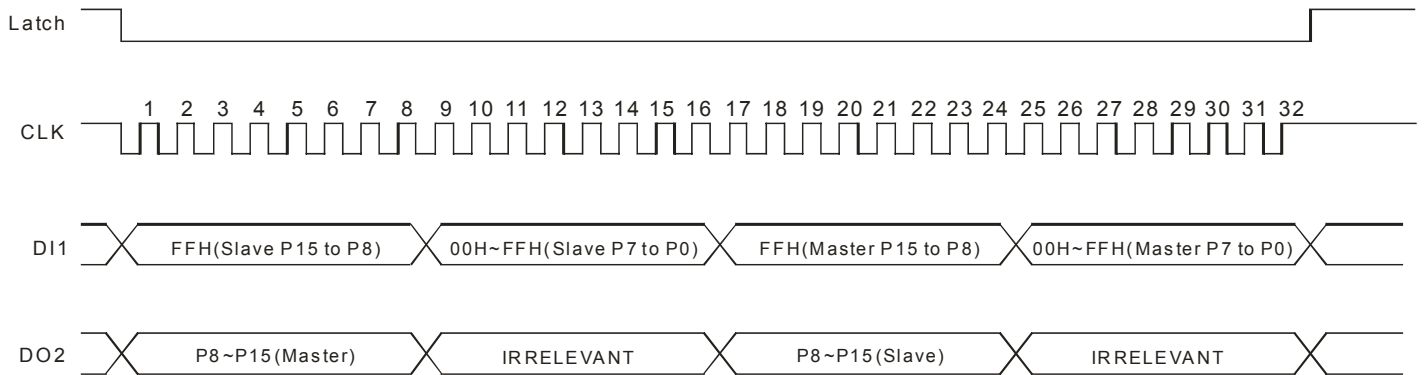 Latch
1 2 3 4 5 6 7 8 9 10 11 12 13 14 15 16 17 18 19 20 21 22 23 24 25 26 27 28 29 30 31 32
CLK
DI1 FFH(Slave P15 to P8) 00H~FFH(Slave P7 to P0) FFH(Master P15 to P8) 00H~FFH(Master P7 to P0)
DO2 P8~P15(Master) IRRELEVANT P8~P15(Slave) IRRELEVANT